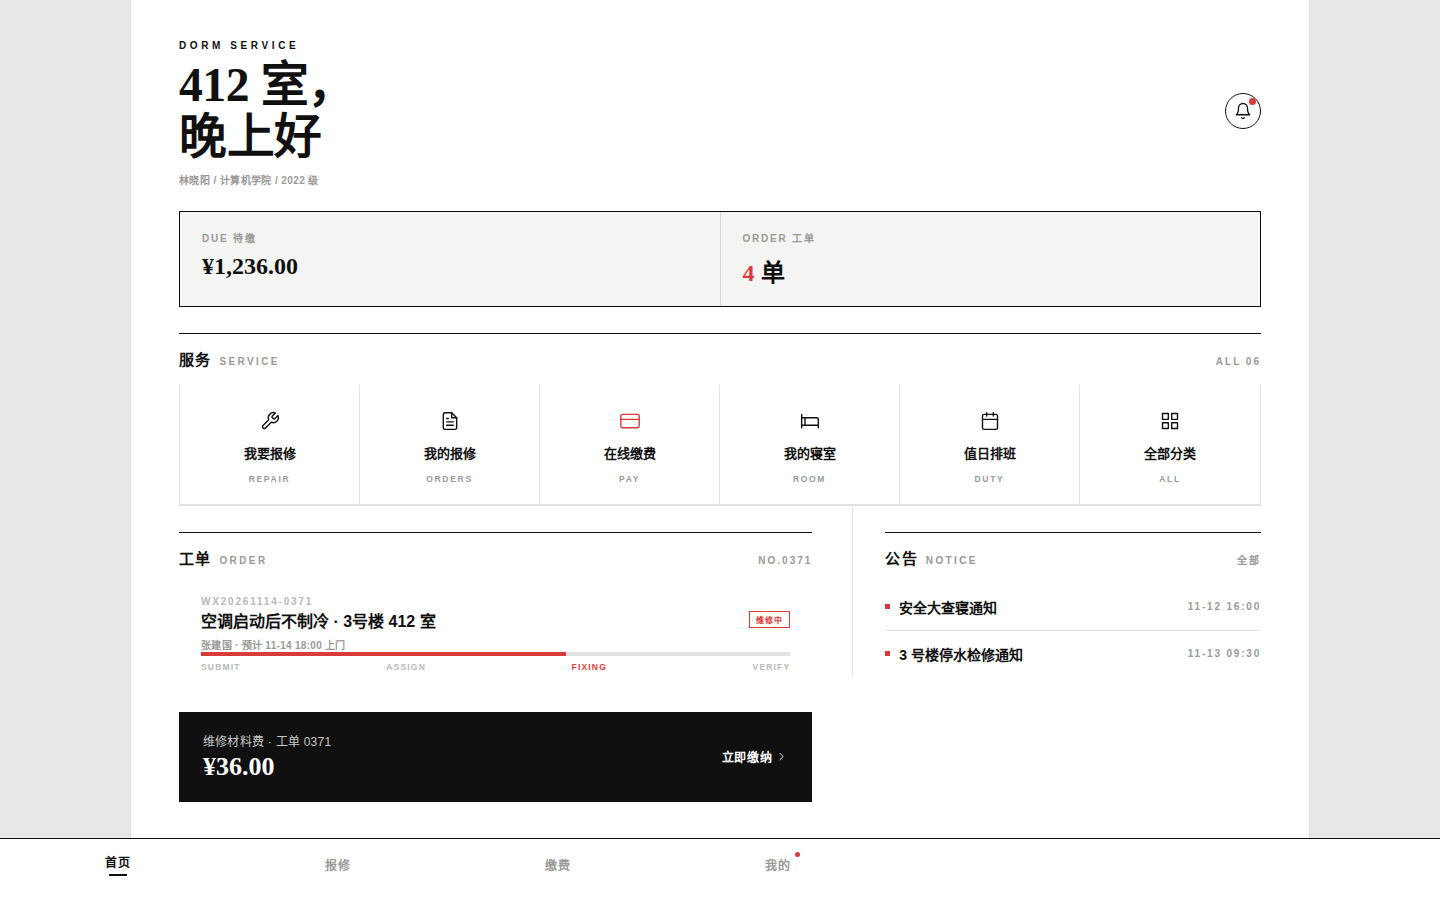 DORM SERVICE
412 室，
晚上好
林晓阳 / 计算机学院 / 2022 级
DUE 待缴
¥1,236.00
ORDER 工单
4 单
服务 SERVICE
ALL 06
我要报修
REPAIR
我的报修
ORDERS
在线缴费
PAY
我的寝室
ROOM
值日排班
DUTY
全部分类
ALL
工单 ORDER
NO.0371
WX20261114-0371
空调启动后不制冷 · 3号楼 412 室
维修中
张建国 · 预计 11-14 18:00 上门
SUBMIT
ASSIGN
FIXING
VERIFY
维修材料费 · 工单 0371
¥36.00
立即缴纳
公告 NOTICE
全部
安全大查寝通知
11-12 16:00
3 号楼停水检修通知
11-13 09:30
首页
报修
缴费
我的